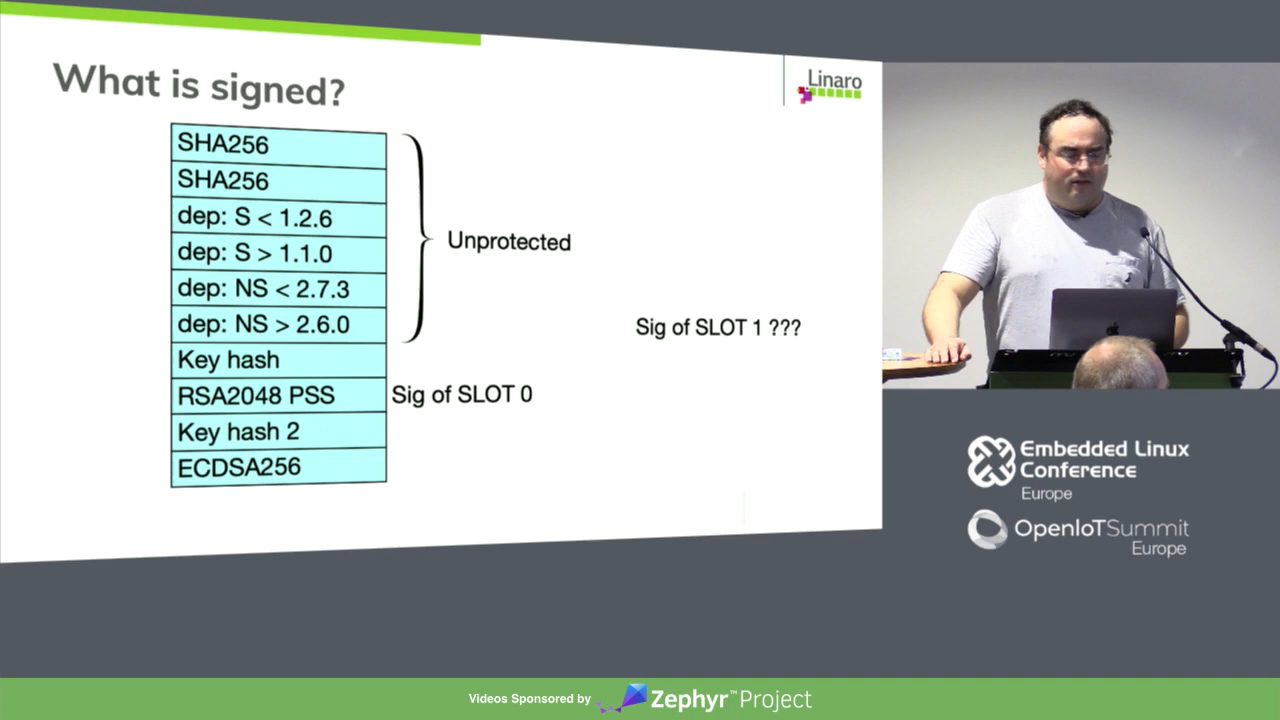 What is signed?
Linaro
SHA256
SHA256
dep: S < 1.2.6
dep: S > 1.1.0
dep: NS < 2.7.3
dep: NS > 2.6.0
Key hash
RSA2048 PSS
Key hash 2
ECDSA256
Unprotected
Sig of SLOT 0
Sig of SLOT 1 ???
Embedded Linux
Conference
Europe
OpenIoTSummit
Europe
Videos Sponsored by Zephyr™Project